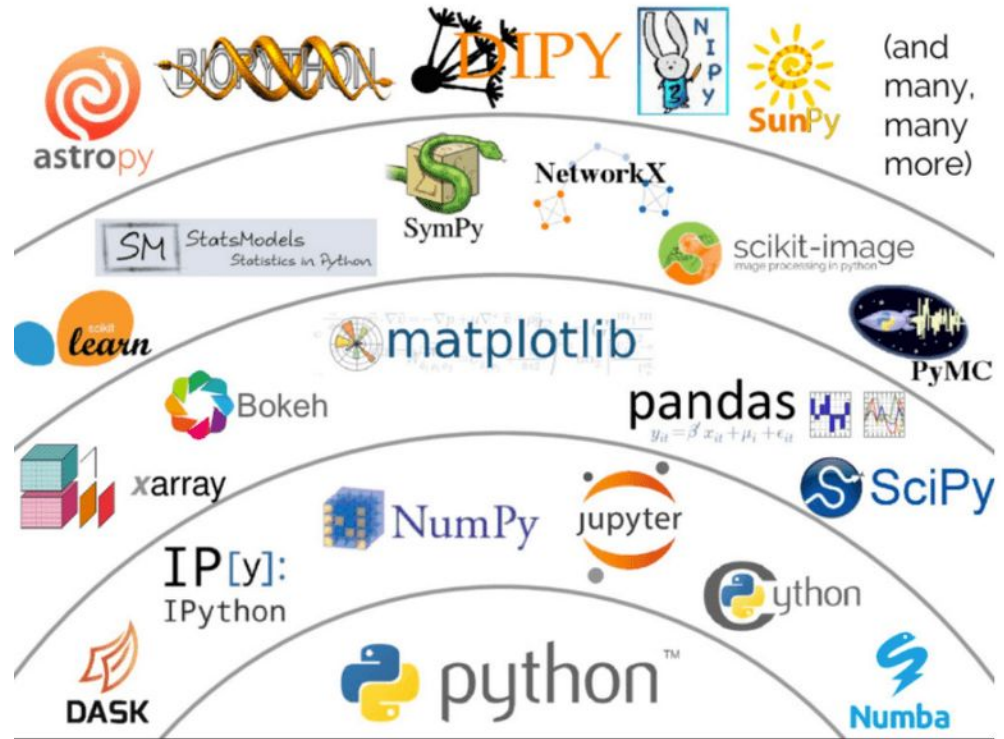 astropy
BIOPYTHON
DIPY
NIPY
SunPy
(and
many,
many
more)
SymPy
NetworkX
SM StatsModels
Statistics in Python
scikit-image
image processing in python
scikit
learn
matplotlib
PyMC
Bokeh
pandas
xarray
NumPy
jupyter
SciPy
IP[y]:
IPython
Cython
DASK
python™
Numba